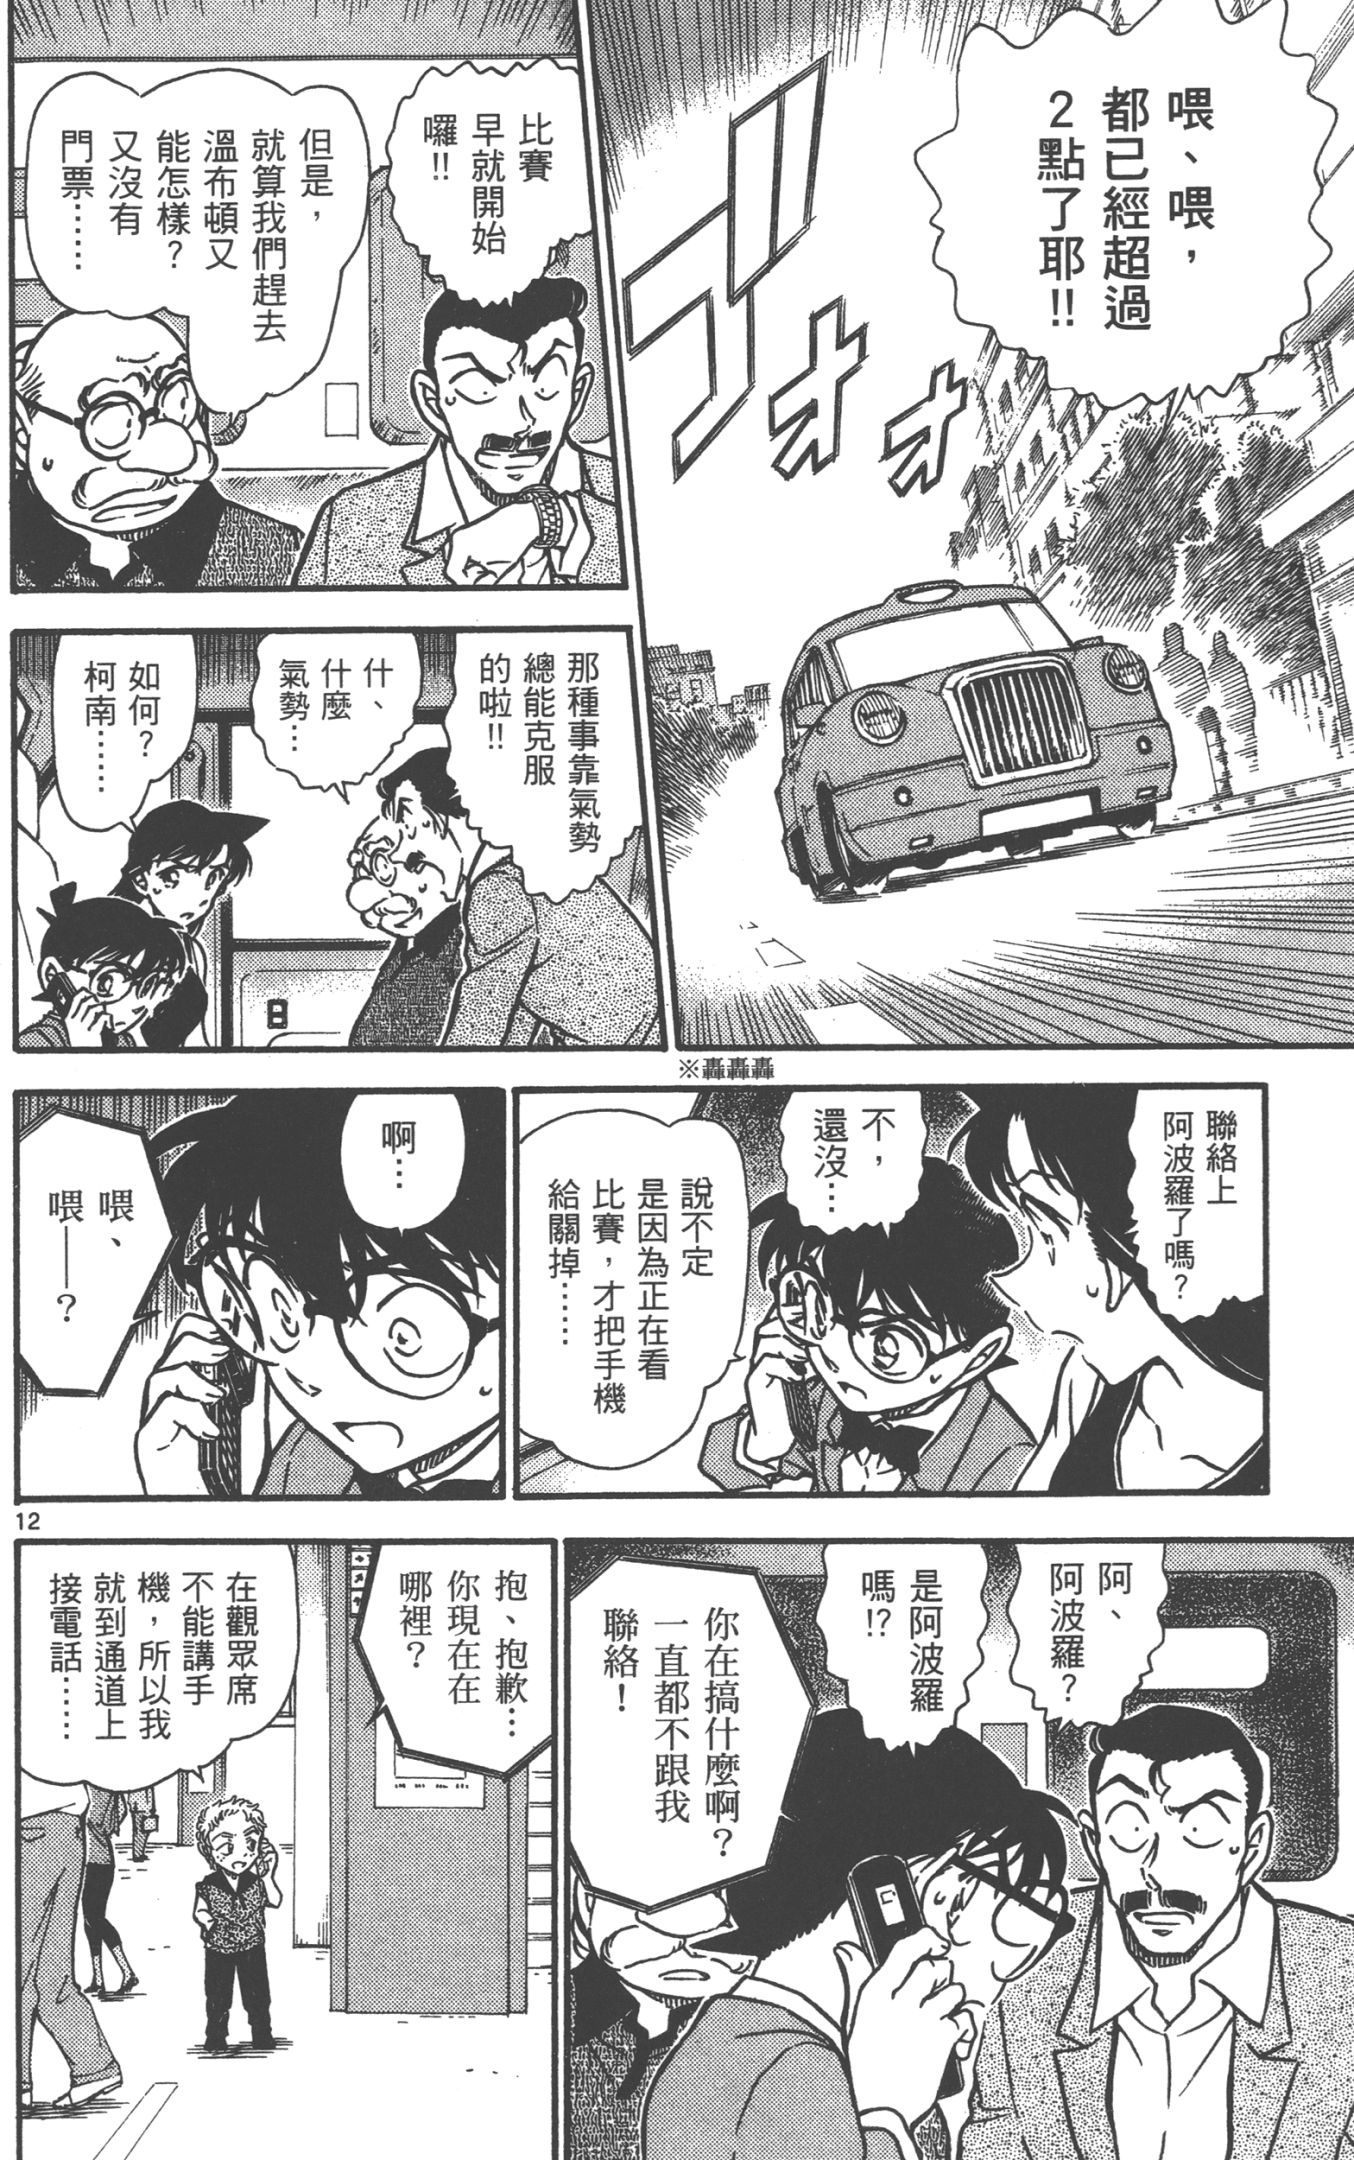 喂、喂，
都已經超過
2點了耶!!
ゴオオ
※轟轟轟
比賽
早就開始
囉!!
但是，
就算我們趕去
溫布頓又
能怎樣？
又沒有
門票……
那種事靠氣勢
總能克服
的啦!!
什、
什麼
氣勢…
如何？
柯南……
聯絡上
阿波羅了嗎？
不，
還沒…
說不定
是因為正在看
比賽，才把手機
給關掉……
啊…
喂、
喂——？
阿、
阿波羅？
是阿波羅
嗎!?
你在搞什麼啊？
一直都不跟我
聯絡！
抱、抱歉…
你現在在
哪裡？
在觀眾席
不能講手
機，所以我
就到通道上
接電話……
12